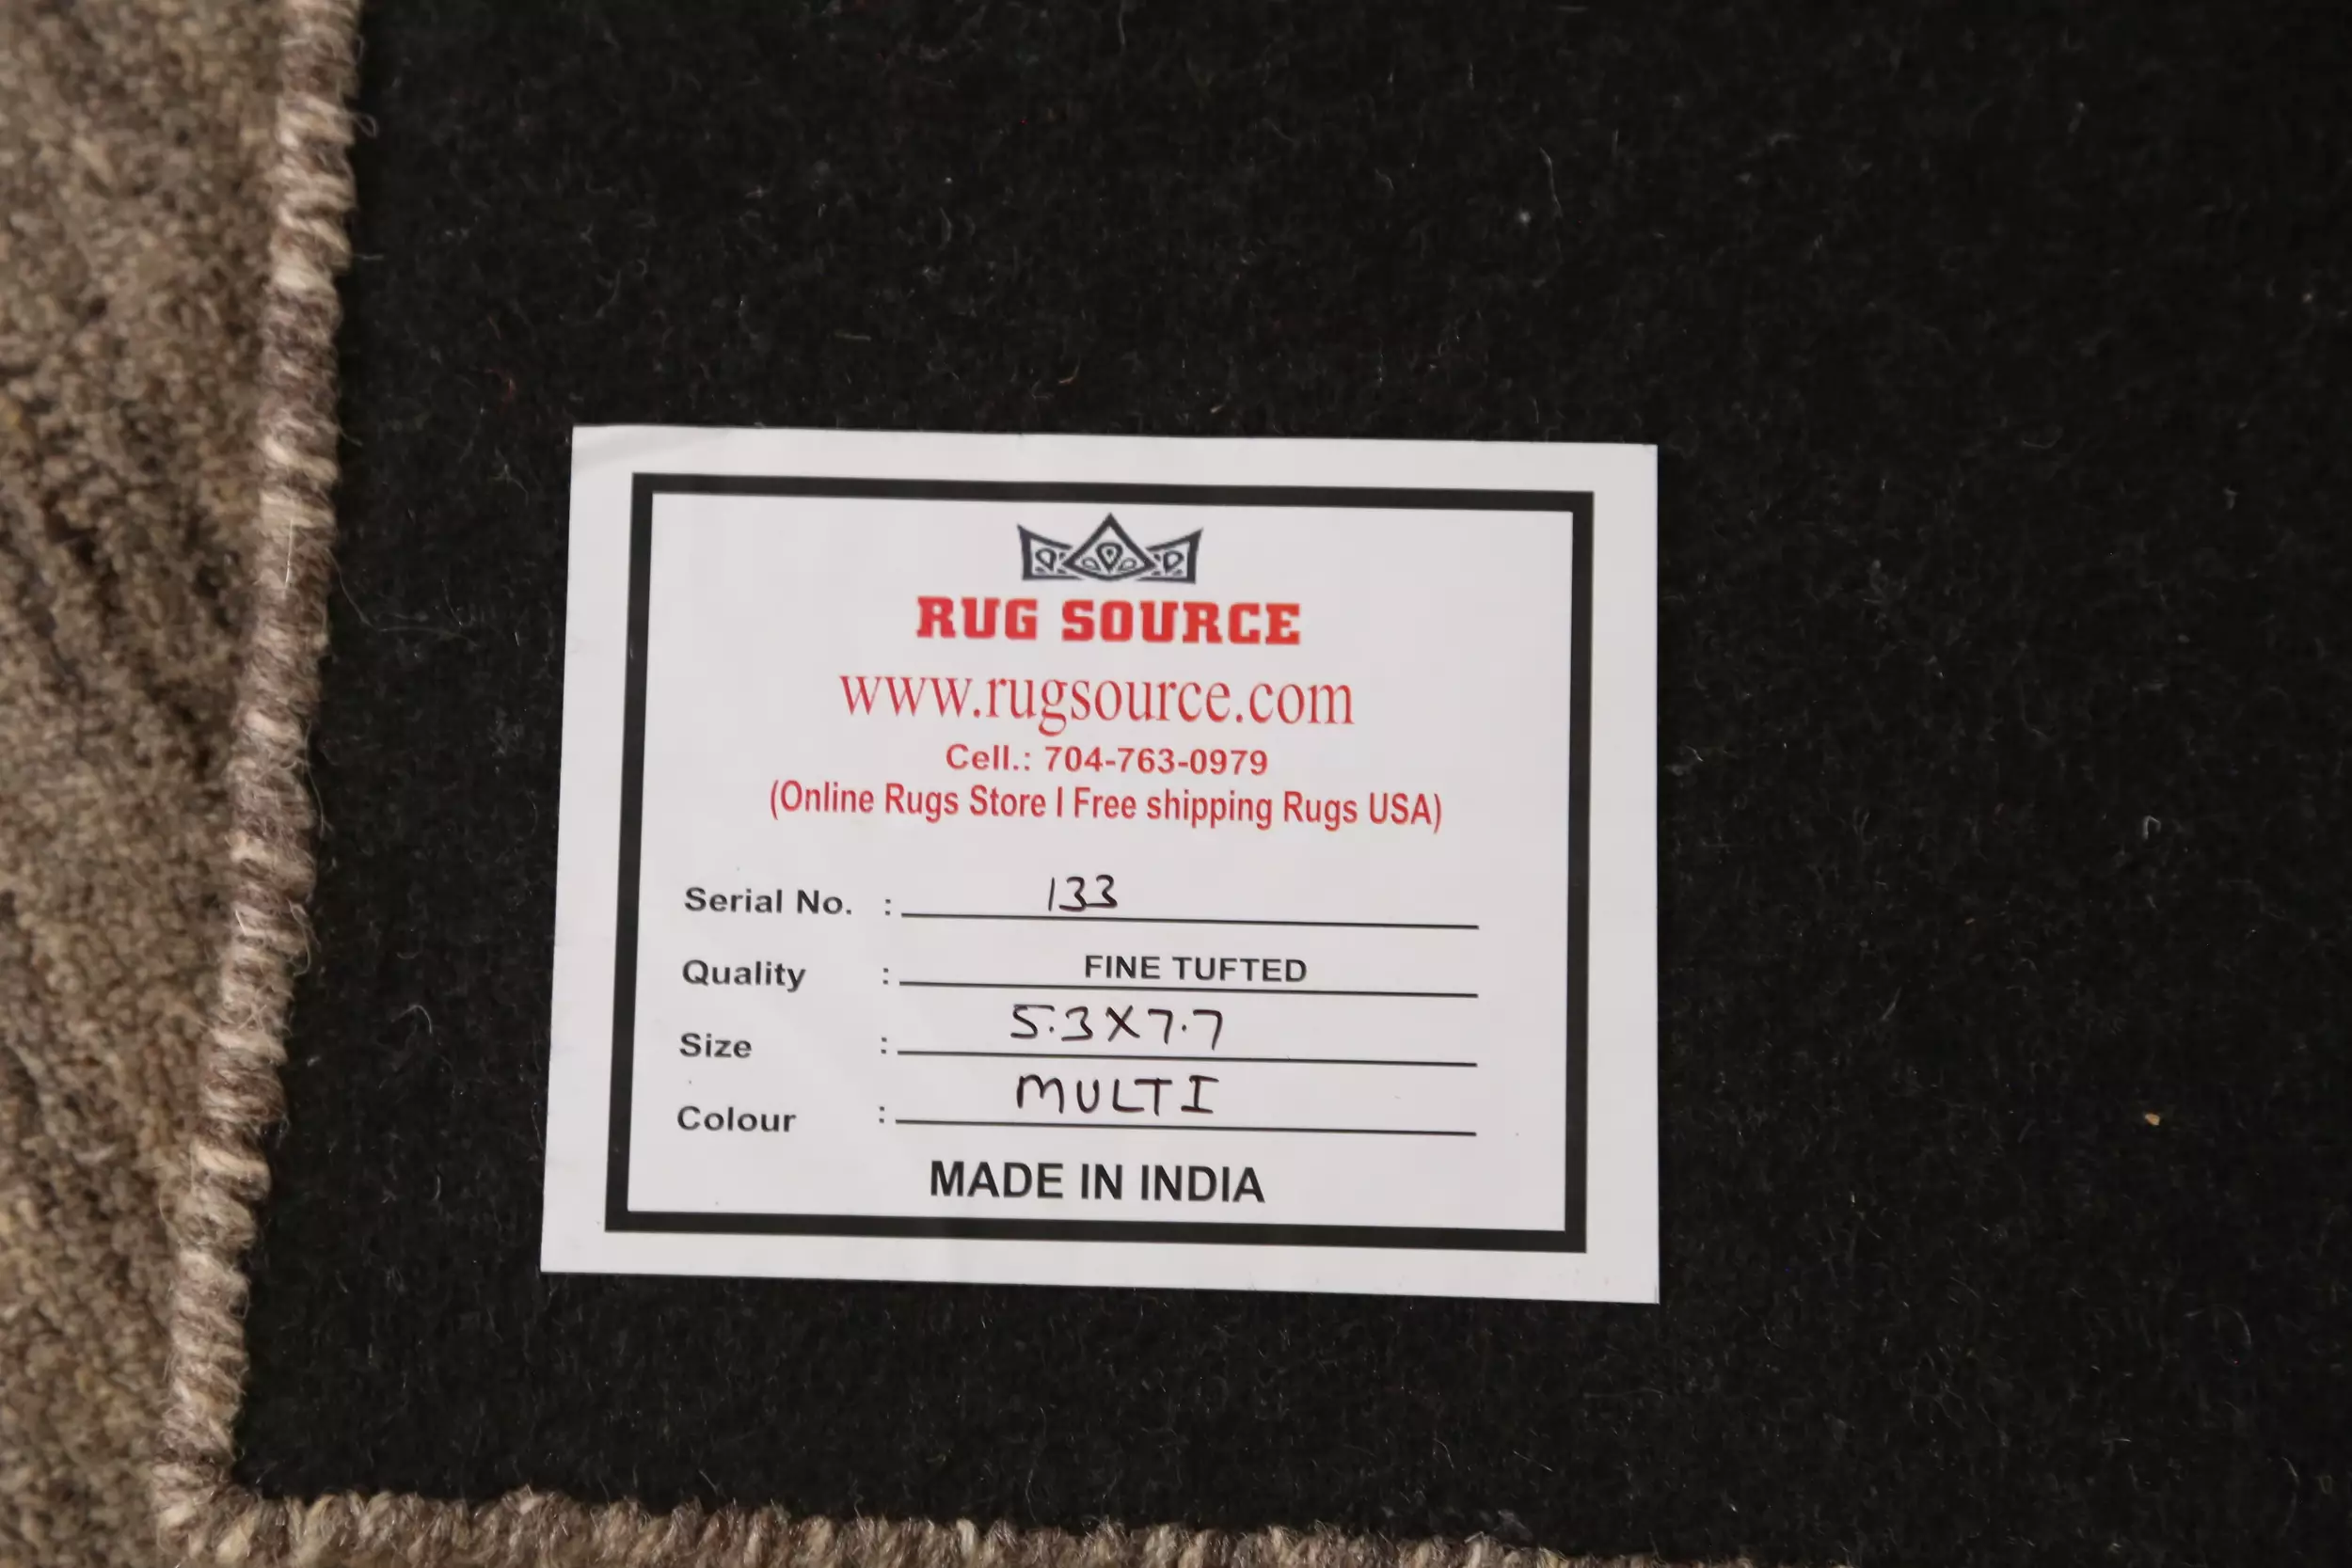 RUG SOURCE
www.rugsource.com
Cell.: 704-763-0979
(Online Rugs Store I Free shipping Rugs USA)
Serial No. : 133
Quality : FINE TUFTED
Size : 5.3X7.7
Colour : MULTI
MADE IN INDIA